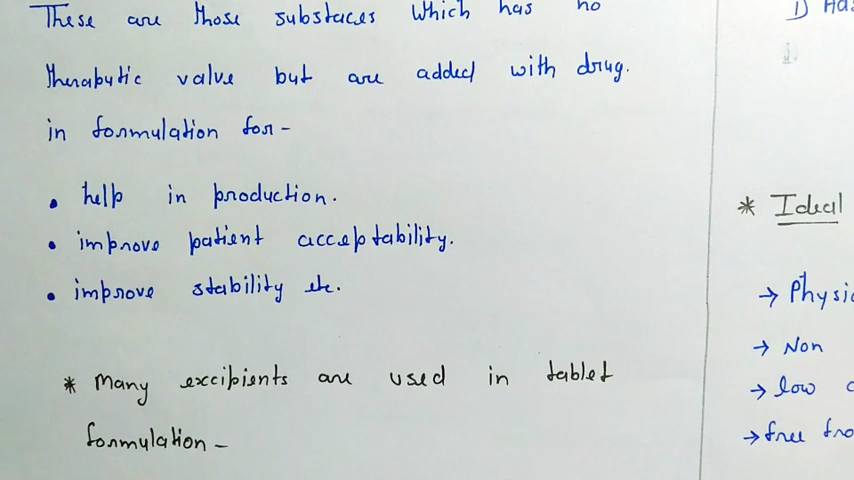 These are those substaces which has no
therabutic value but are added with drug.
in formulation for-
• help in production.
• improve patient acceptability.
• improve stability etc.
* Many excipients are used in tablet
formulation -
1)
* Ideal
→ Physic
→ Non
→ low
→ free fro